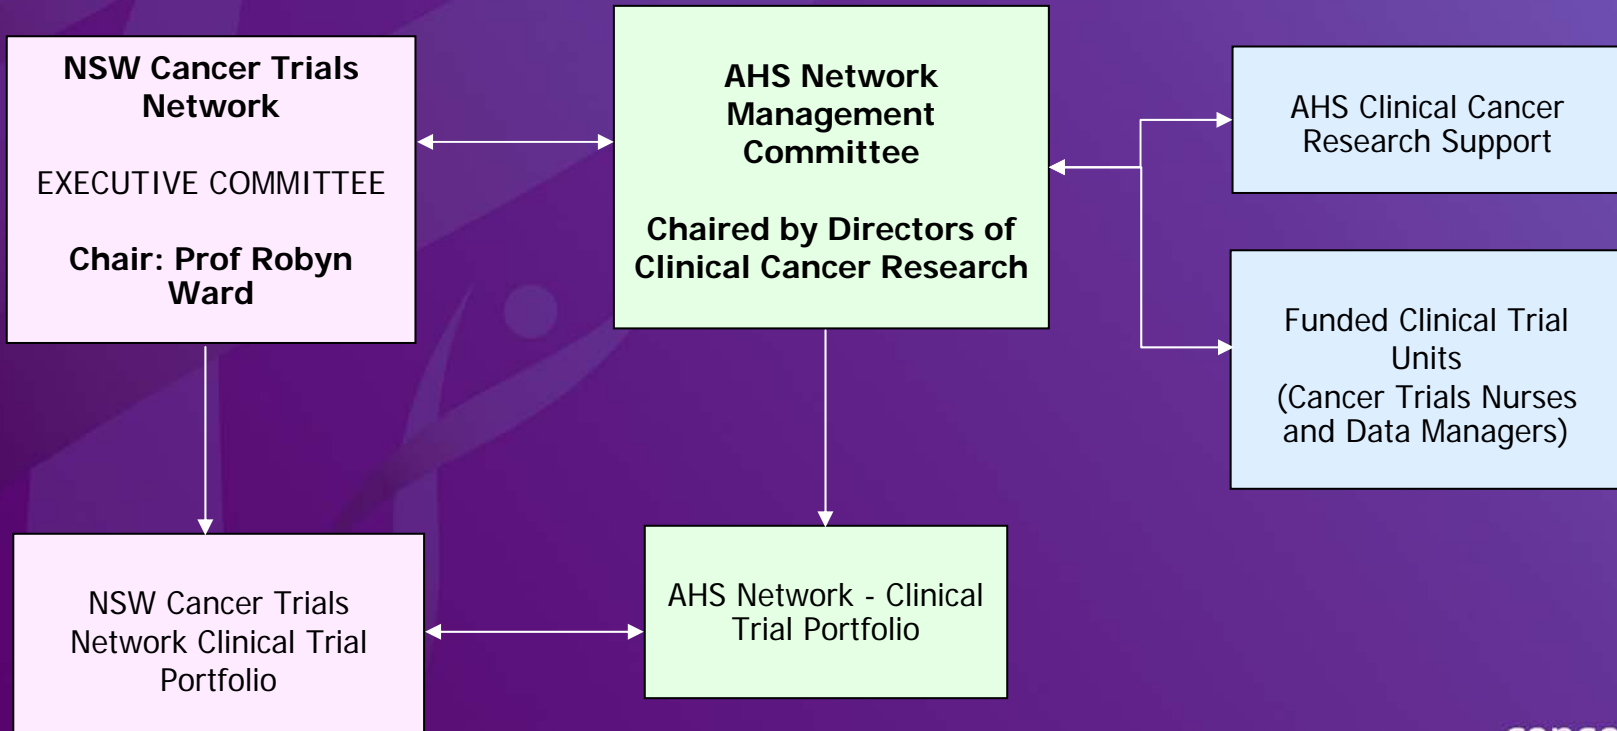 NSW Cancer Trials
Network
EXECUTIVE COMMITTEE
Chair: Prof Robyn
Ward
AHS Network
Management
Committee
Chaired by Directors of
Clinical Cancer Research
AHS Clinical Cancer
Research Support
Funded Clinical Trial
Units
(Cancer Trials Nurses
and Data Managers)
NSW Cancer Trials
Network Clinical Trial
Portfolio
AHS Network - Clinical
Trial Portfolio